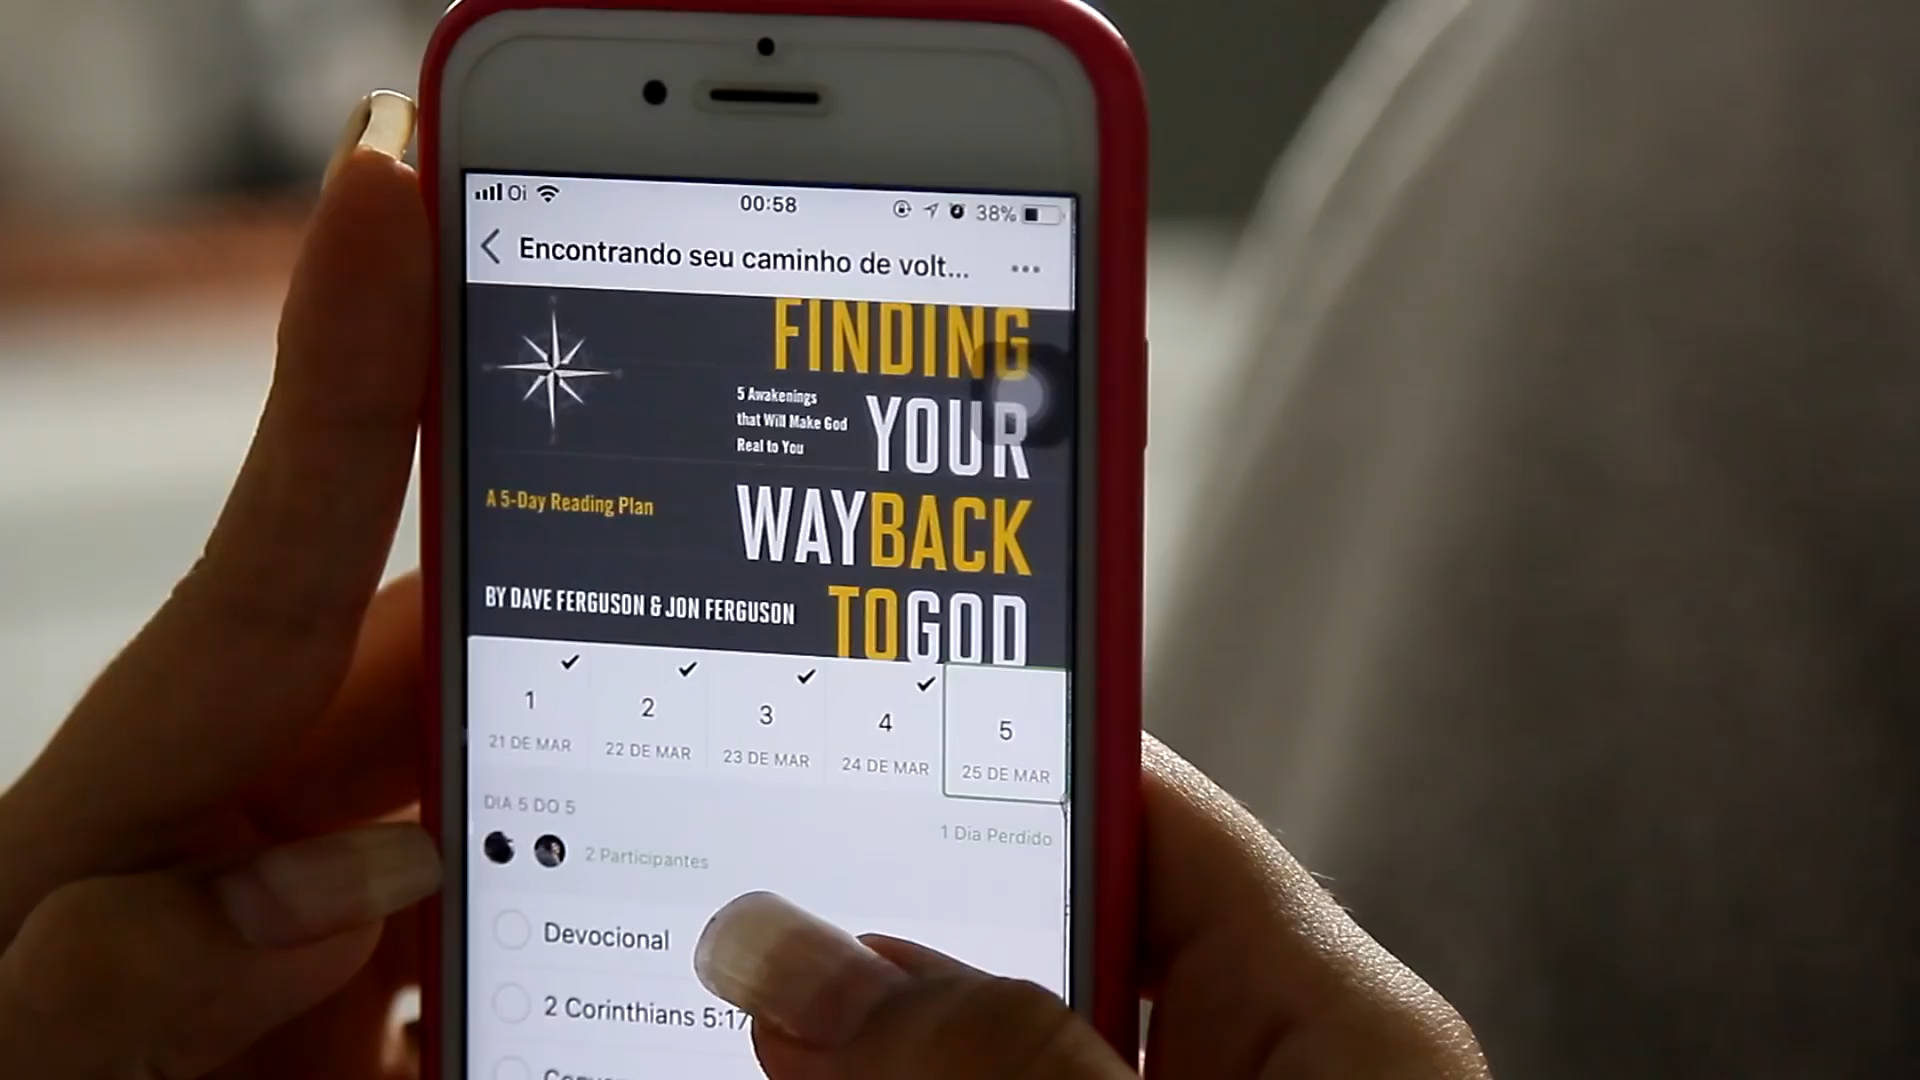 Oi 00:58 38%
Encontrando seu caminho de volt...
FINDING
5 Awakenings
that Will Make God
Real to You
YOUR
A 5-Day Reading Plan
WAYBACK
BY DAVE FERGUSON & JON FERGUSON
TOGOD
1 2 3 4 5
21 DE MAR 22 DE MAR 23 DE MAR 24 DE MAR 25 DE MAR
DIA 5 DO 5
1 Dia Perdido
2 Participantes
Devocional
2 Corinthians 5:17